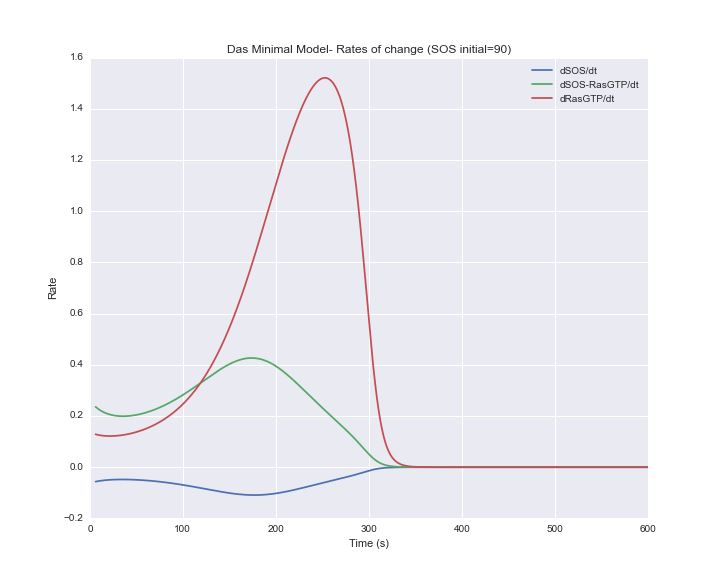 Das Minimal Model- Rates of change (SOS initial=90)
1.6
1.4
1.2
1.0
0.8
0.6
0.4
0.2
0.0
−0.2
Rate
dSOS/dt
dSOS-RasGTP/dt
dRasGTP/dt
0 100 200 300 400 500 600
Time (s)